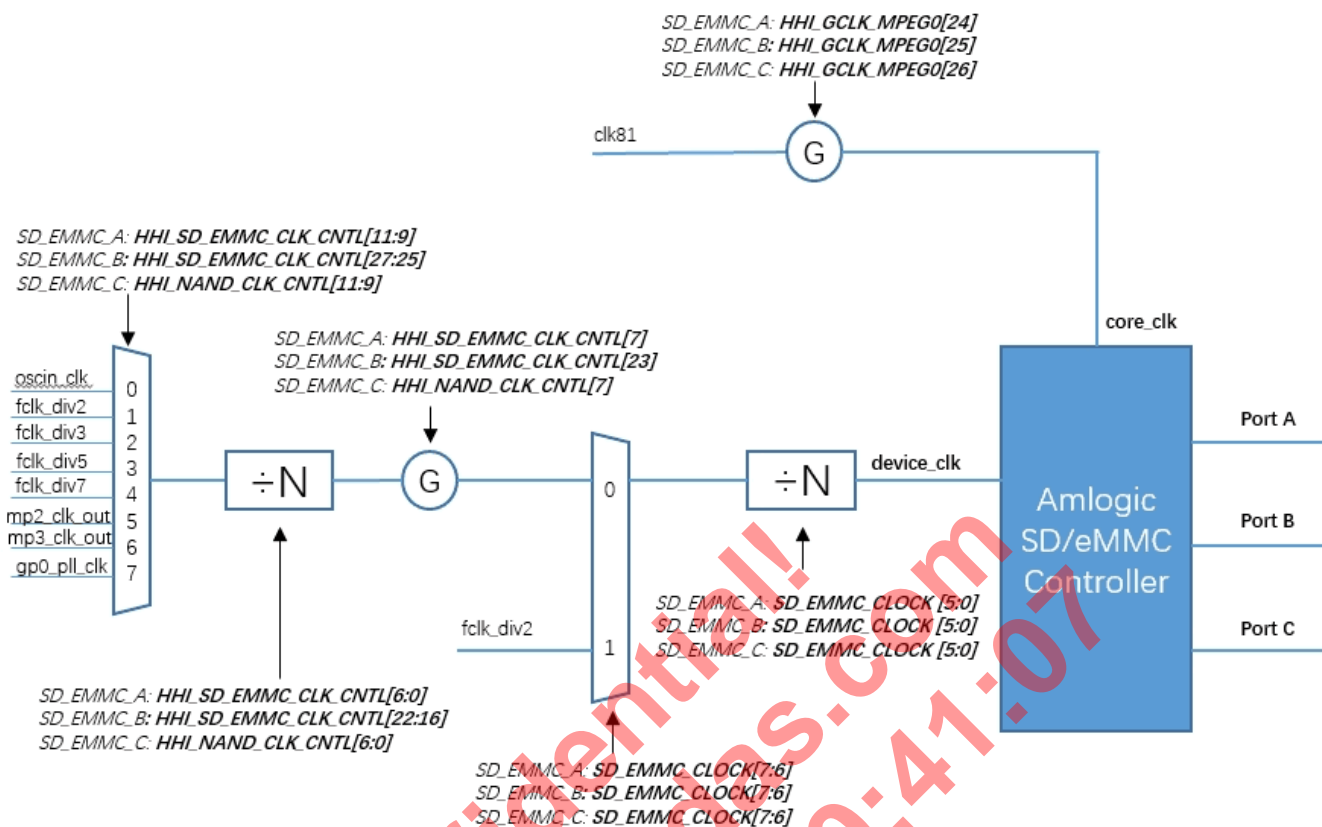 SD_EMMC_A: HHI_GCLK_MPEG0[24]
SD_EMMC_B: HHI_GCLK_MPEG0[25]
SD_EMMC_C: HHI_GCLK_MPEG0[26]
clk81
G
SD_EMMC_A: HHI_SD_EMMC_CLK_CNTL[11:9]
SD_EMMC_B: HHI_SD_EMMC_CLK_CNTL[27:25]
SD_EMMC_C: HHI_NAND_CLK_CNTL[11:9]
core_clk
SD_EMMC_A: HHI_SD_EMMC_CLK_CNTL[7]
SD_EMMC_B: HHI_SD_EMMC_CLK_CNTL[23]
SD_EMMC_C: HHI_NAND_CLK_CNTL[7]
oscin_clk 0
fclk_div2 1
fclk_div3 2
fclk_div5 3
fclk_div7 4
mp2_clk_out 5
mp3_clk_out 6
gp0_pll_clk 7
÷N
G
0
÷N
device_clk
Amlogic
SD/eMMC
Controller
Port A
Port B
Port C
fclk_div2
1
SD_EMMC_A: SD_EMMC_CLOCK [5:0]
SD_EMMC_B: SD_EMMC_CLOCK [5:0]
SD_EMMC_C: SD_EMMC_CLOCK [5:0]
SD_EMMC_A: HHI_SD_EMMC_CLK_CNTL[6:0]
SD_EMMC_B: HHI_SD_EMMC_CLK_CNTL[22:16]
SD_EMMC_C: HHI_NAND_CLK_CNTL[6:0]
SD_EMMC_A: SD_EMMC_CLOCK[7:6]
SD_EMMC_B: SD_EMMC_CLOCK[7:6]
SD_EMMC_C: SD_EMMC_CLOCK[7:6]
idential!
das.com
:41:07